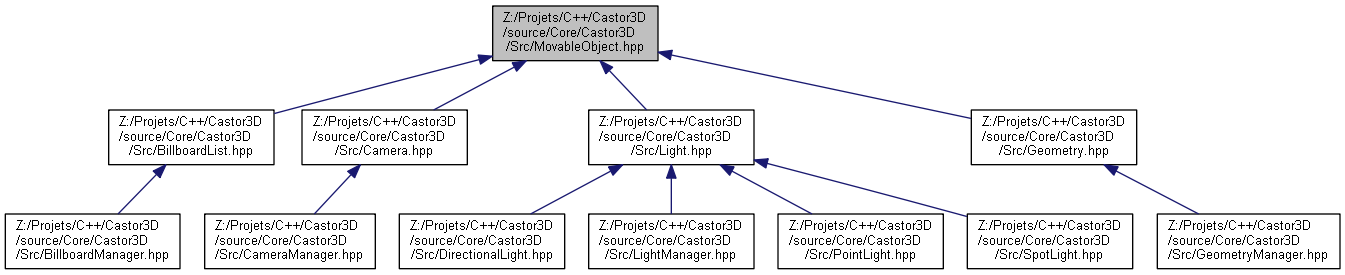 Z:/Projets/C++/Castor3D
/source/Core/Castor3D
/Src/MovableObject.hpp
Z:/Projets/C++/Castor3D
/source/Core/Castor3D
/Src/BillboardList.hpp
Z:/Projets/C++/Castor3D
/source/Core/Castor3D
/Src/Camera.hpp
Z:/Projets/C++/Castor3D
/source/Core/Castor3D
/Src/Light.hpp
Z:/Projets/C++/Castor3D
/source/Core/Castor3D
/Src/Geometry.hpp
Z:/Projets/C++/Castor3D
/source/Core/Castor3D
/Src/BillboardManager.hpp
Z:/Projets/C++/Castor3D
/source/Core/Castor3D
/Src/CameraManager.hpp
Z:/Projets/C++/Castor3D
/source/Core/Castor3D
/Src/DirectionalLight.hpp
Z:/Projets/C++/Castor3D
/source/Core/Castor3D
/Src/LightManager.hpp
Z:/Projets/C++/Castor3D
/source/Core/Castor3D
/Src/PointLight.hpp
Z:/Projets/C++/Castor3D
/source/Core/Castor3D
/Src/SpotLight.hpp
Z:/Projets/C++/Castor3D
/source/Core/Castor3D
/Src/GeometryManager.hpp